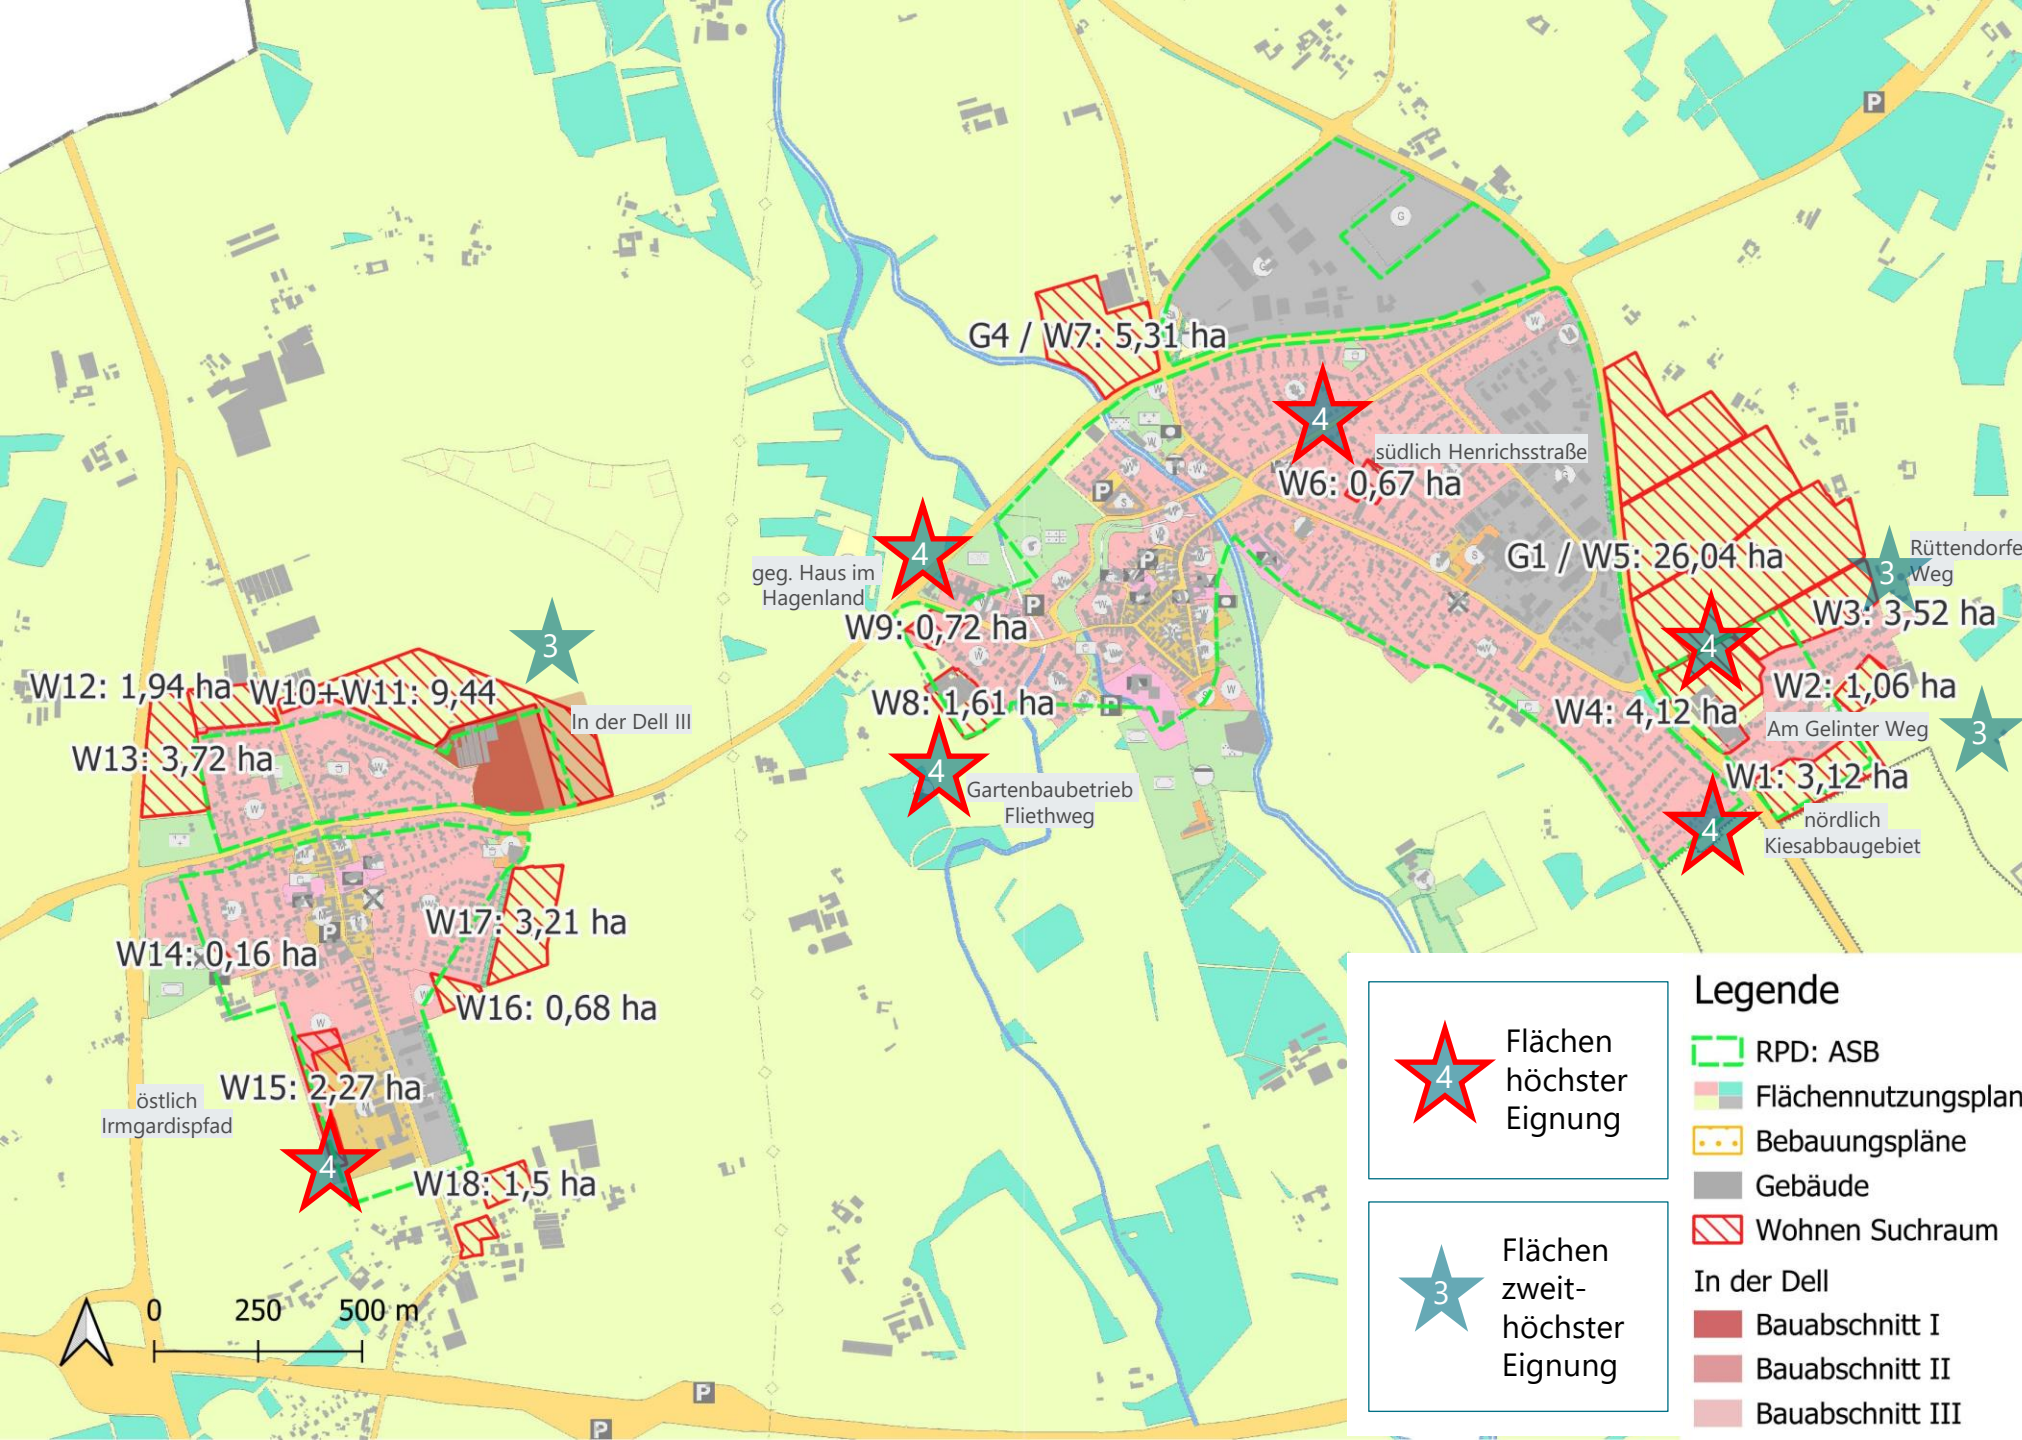 P
G
G
G4 / W7: 5,31 ha
4
südlich Henrichsstraße
W6: 0,67 ha
P
S
S
4
geg. Haus im
Hagenland
W9: 0,72 ha
P
P
G1 / W5: 26,04 ha
3
Rüttendorfe
Weg
W3: 3,52 ha
4
W2: 1,06 ha
W4: 4,12 ha
Am Gelinter Weg
3
W1: 3,12 ha
4
nördlich
Kiesabbaugebiet
W8: 1,61 ha
P
4
Gartenbaubetrieb
Fliethweg
3
W12: 1,94 ha
W10+W11: 9,44
In der Dell III
W13: 3,72 ha
W17: 3,21 ha
P
W14: 0,16 ha
W16: 0,68 ha
W15: 2,27 ha
östlich
Irmgardispfad
4
W18: 1,5 ha
0 250 500 m
P
P
4
Flächen
höchster
Eignung
3
Flächen
zweit-
höchster
Eignung
Legende
RPD: ASB
Flächennutzungsplan
Bebauungspläne
Gebäude
Wohnen Suchraum
In der Dell
Bauabschnitt I
Bauabschnitt II
Bauabschnitt III